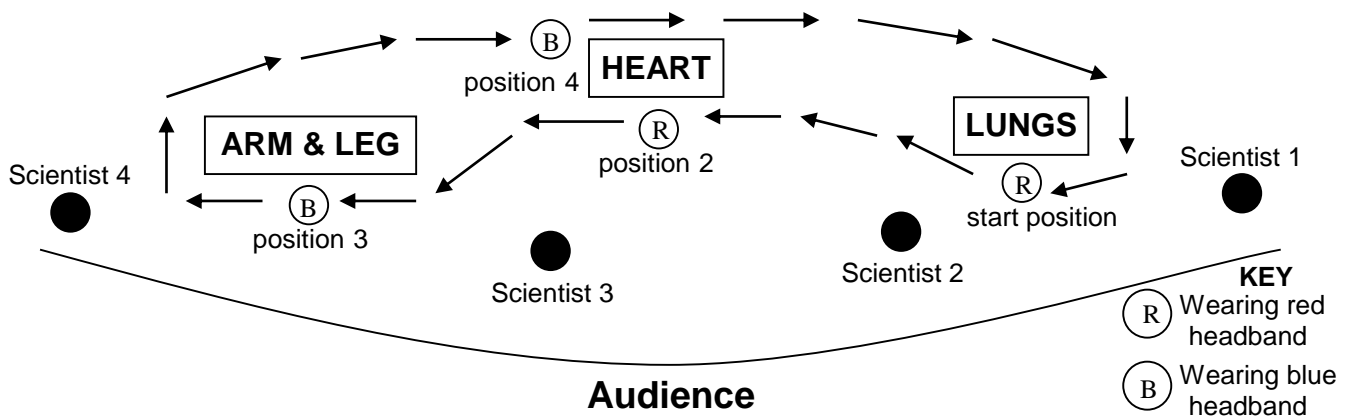 B
position 4
HEART
R
position 2
ARM & LEG
B
position 3
LUNGS
R
start position
Scientist 4
Scientist 3
Scientist 2
Scientist 1
KEY
R Wearing red
headband
B Wearing blue
headband
Audience